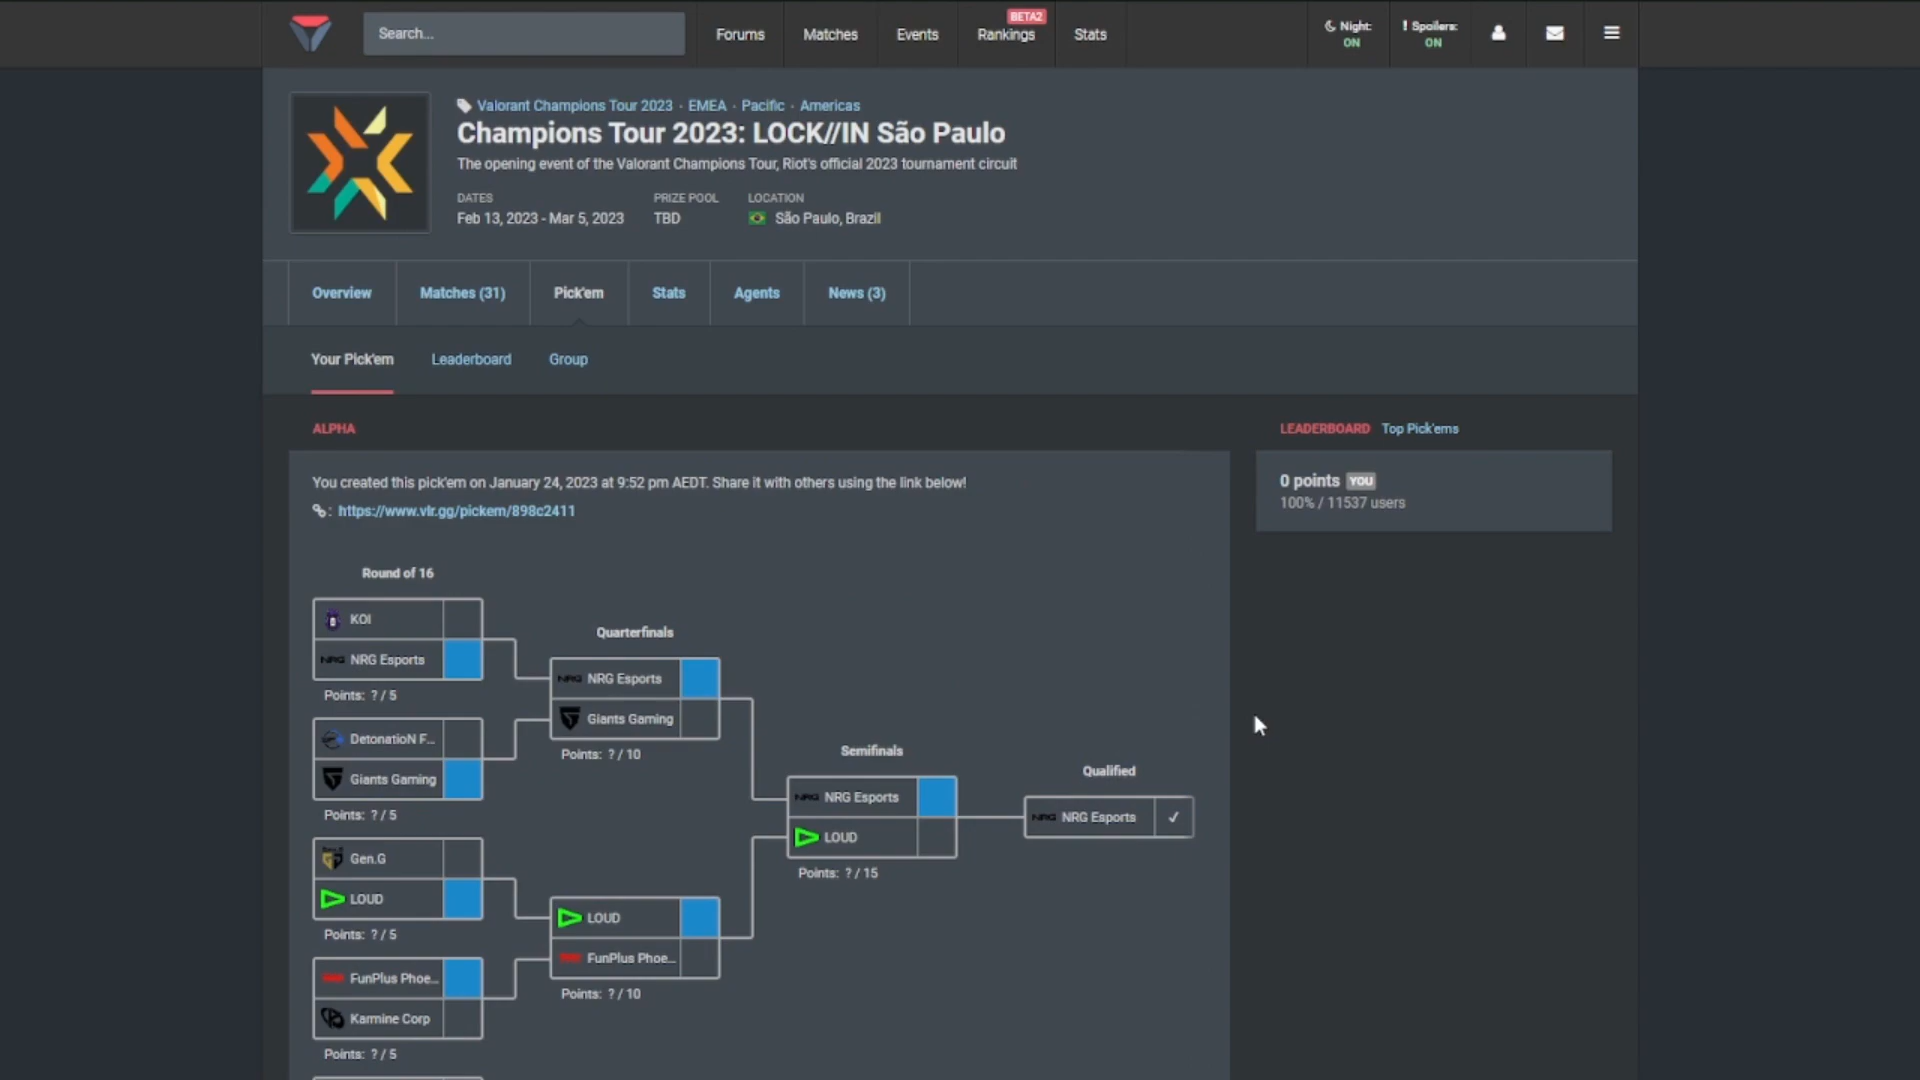 Search...
Forums
Matches
Events
BETA2
Rankings
Stats
Night:
ON
! Spoilers:
ON
Valorant Champions Tour 2023 · EMEA · Pacific · Americas
Champions Tour 2023: LOCK//IN São Paulo
The opening event of the Valorant Champions Tour, Riot's official 2023 tournament circuit
DATES
Feb 13, 2023 - Mar 5, 2023
PRIZE POOL
TBD
LOCATION
São Paulo, Brazil
Overview
Matches (31)
Pick'em
Stats
Agents
News (3)
Your Pick'em
Leaderboard
Group
ALPHA
You created this pick'em on January 24, 2023 at 9:52 pm AEDT. Share it with others using the link below!
: https://www.vlr.gg/pickem/898c2411
LEADERBOARD Top Pick'ems
0 points YOU
100% / 11537 users
Round of 16
KOI
NRG NRG Esports
Points: ? / 5
DetonatioN F...
Giants Gaming
Points: ? / 5
Gen.G
LOUD
Points: ? / 5
FunPlus Phoe...
Karmine Corp
Points: ? / 5
Quarterfinals
NRG NRG Esports
Giants Gaming
Points: ? / 10
LOUD
FunPlus Phoe...
Points: ? / 10
Semifinals
NRG NRG Esports
LOUD
Points: ? / 15
Qualified
NRG NRG Esports ✓